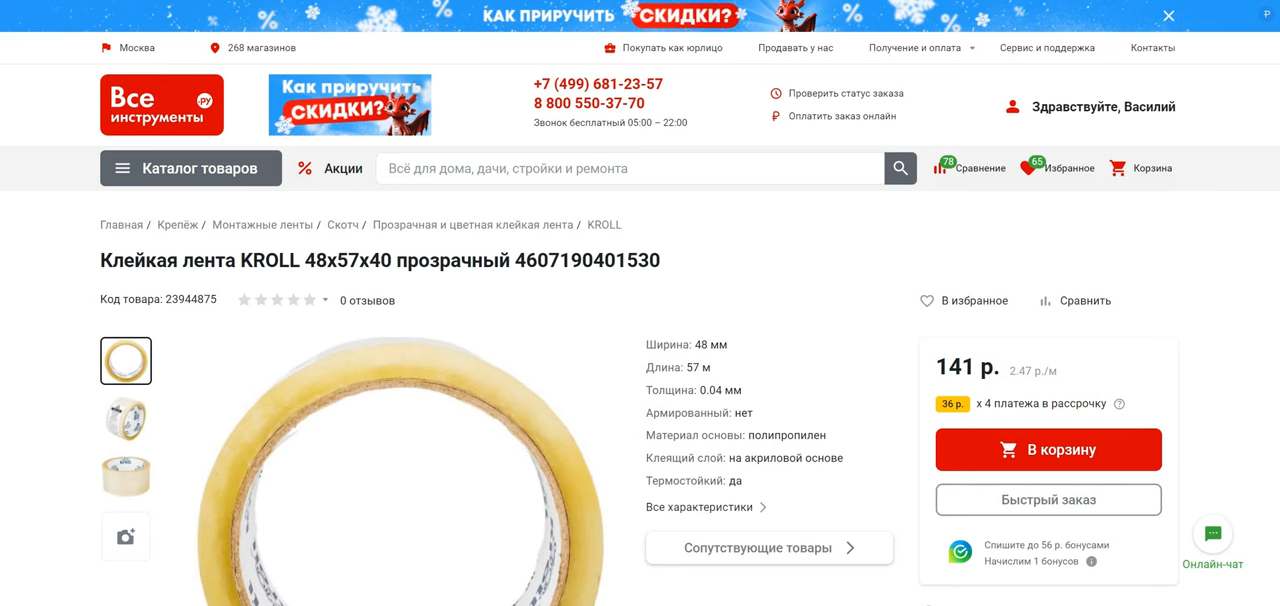 КАК ПРИРУЧИТЬ СКИДКИ?
Москва
268 магазинов
Покупать как юрлицо
Продавать у нас
Получение и оплата
Сервис и поддержка
Контакты
Все
.РУ
инструменты
Как приручить
СКИДКИ?
+7 (499) 681-23-57
8 800 550-37-70
Звонок бесплатный 05:00 – 22:00
Проверить статус заказа
Оплатить заказ онлайн
Здравствуйте, Василий
Каталог товаров
% Акции
Всё для дома, дачи, стройки и ремонта
78 Сравнение
65 Избранное
Корзина
Главная / Крепёж / Монтажные ленты / Скотч / Прозрачная и цветная клейкая лента / KROLL
Клейкая лента KROLL 48х57х40 прозрачный 4607190401530
Код товара: 23944875
0 отзывов
В избранное
Сравнить
Ширина: 48 мм
Длина: 57 м
Толщина: 0.04 мм
Армированный: нет
Материал основы: полипропилен
Клеящий слой: на акриловой основе
Термостойкий: да
Все характеристики
Сопутствующие товары
141 р. 2.47 р./м
36 р. х 4 платежа в рассрочку
В корзину
Быстрый заказ
Спишите до 56 р. бонусами
Начислим 1 бонусов
Онлайн-чат